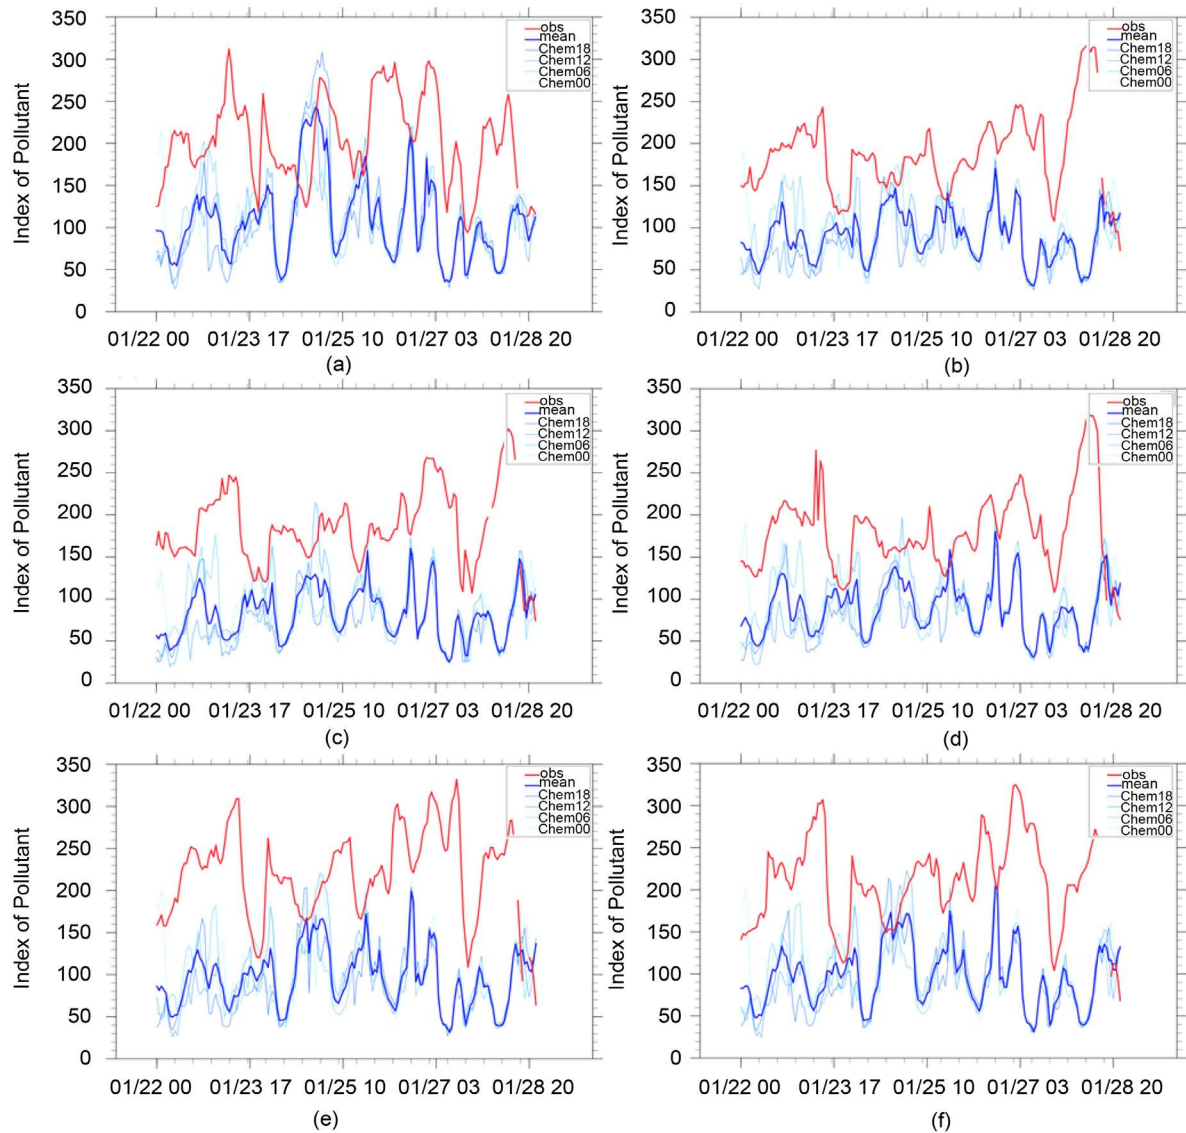 350
300
250
200
150
100
50
0
Index of Pollutant
obs
mean
Chem18
Chem12
Chem06
Chem00
01/22 00 01/23 17 01/25 10 01/27 03 01/28 20
(a)
350
300
250
200
150
100
50
0
Index of Pollutant
obs
mean
Chem18
Chem12
Chem06
Chem00
01/22 00 01/23 17 01/25 10 01/27 03 01/28 20
(b)
350
300
250
200
150
100
50
0
Index of Pollutant
obs
mean
Chem18
Chem12
Chem06
Chem00
01/22 00 01/23 17 01/25 10 01/27 03 01/28 20
(c)
350
300
250
200
150
100
50
0
Index of Pollutant
obs
mean
Chem18
Chem12
Chem06
Chem00
01/22 00 01/23 17 01/25 10 01/27 03 01/28 20
(d)
350
300
250
200
150
100
50
0
Index of Pollutant
obs
mean
Chem18
Chem12
Chem06
Chem00
01/22 00 01/23 17 01/25 10 01/27 03 01/28 20
(e)
350
300
250
200
150
100
50
0
Index of Pollutant
obs
mean
Chem18
Chem12
Chem06
Chem00
01/22 00 01/23 17 01/25 10 01/27 03 01/28 20
(f)